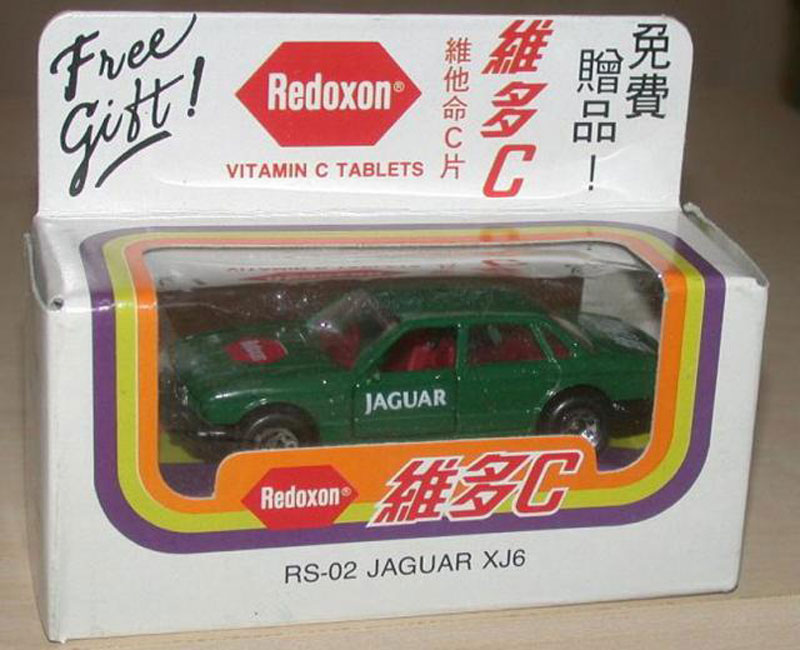 Free
Gift!
Redoxon®
VITAMIN C TABLETS
維他命C片
維多C
免費
贈品！
Redoxon
JAGUAR
Redoxon®
維多C
RS-02 JAGUAR XJ6